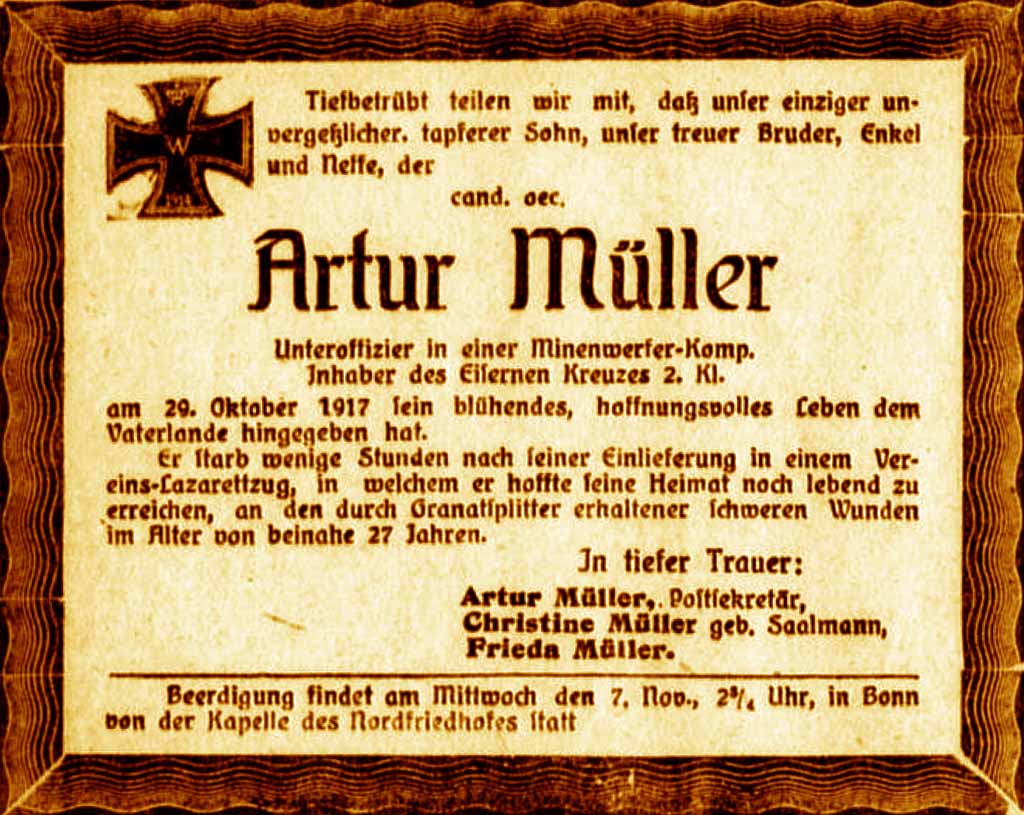 W
1914
Tiefbetrübt teilen wir mit, daß unser einziger un-
vergeßlicher. tapferer Sohn, unser treuer Bruder, Enkel
und Neffe, der
cand. oec.
Artur Müller
Unteroffizier in einer Minenwerfer-Komp.
Inhaber des Eisernen Kreuzes 2. Kl.
am 29. Oktober 1917 sein blühendes, hoffnungsvolles Leben dem
Vaterlande hingegeben hat.
Er starb wenige Stunden nach seiner Einlieferung in einem Ver-
eins-Lazarettzug, in welchem er hoffte seine Heimat noch lebend zu
erreichen, an den durch Granatsplitter erhaltener schweren Wunden
im Alter von beinahe 27 Jahren.
In tiefer Trauer:
Artur Müller, Postsekretär,
Christine Müller geb. Saalmann,
Frieda Müller.
Beerdigung findet am Mittwoch den 7. Nov., 2¾ Uhr, in Bonn
von der Kapelle des Nordfriedhofes statt